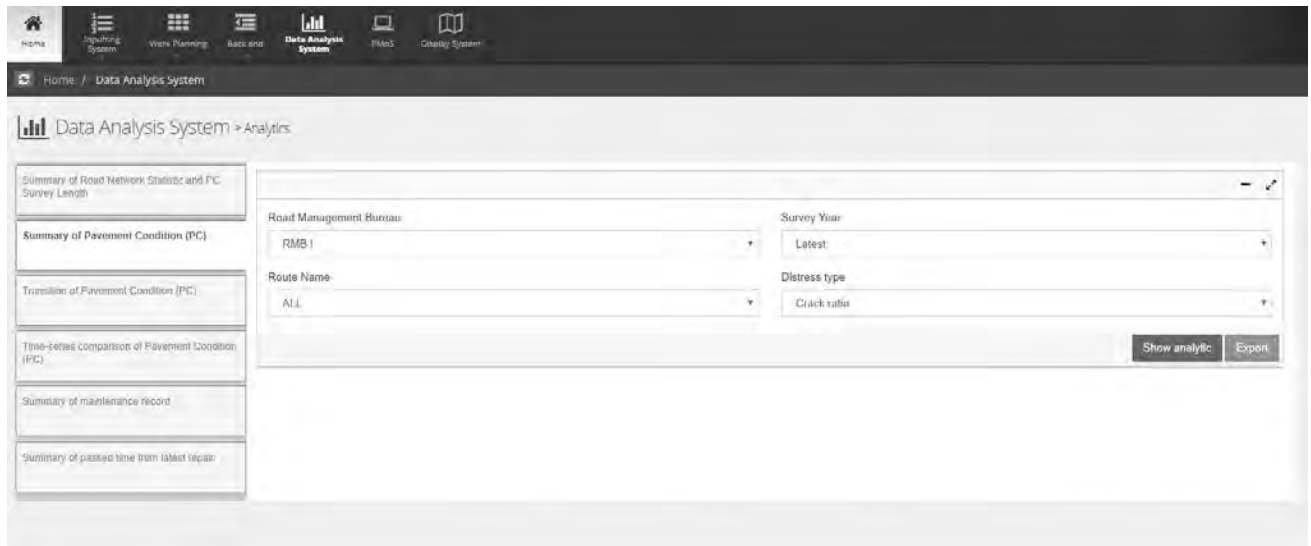 Home
Inputting
System
Work Planning
Back end
Data Analysis
System
PMoS
Display System
Home / Data Analysis System
Data Analysis System > Analytics
Summary of Road Network Statistic and PC
Survey Length
Summary of Pavement Condition (PC)
Transition of Pavement Condition (PC)
Time-series comparison of Pavement Condition
(PC)
Summary of maintenance record
Summary of passed time from latest repair
Road Management Bureau
RMB I
Survey Year
Latest
Route Name
ALL
Distress type
Crack ratio
Show analytic
Export